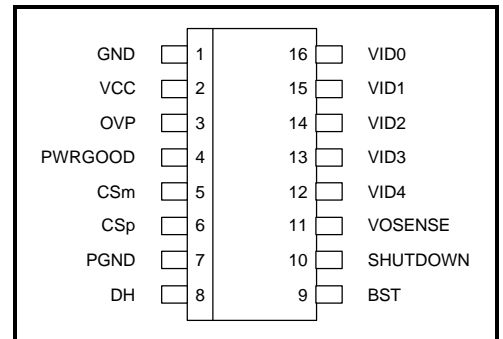 GND 1 16 VID0
VCC 2 15 VID1
OVP 3 14 VID2
PWRGOOD 4 13 VID3
CSm 5 12 VID4
CSp 6 11 VOSENSE
PGND 7 10 SHUTDOWN
DH 8 9 BST